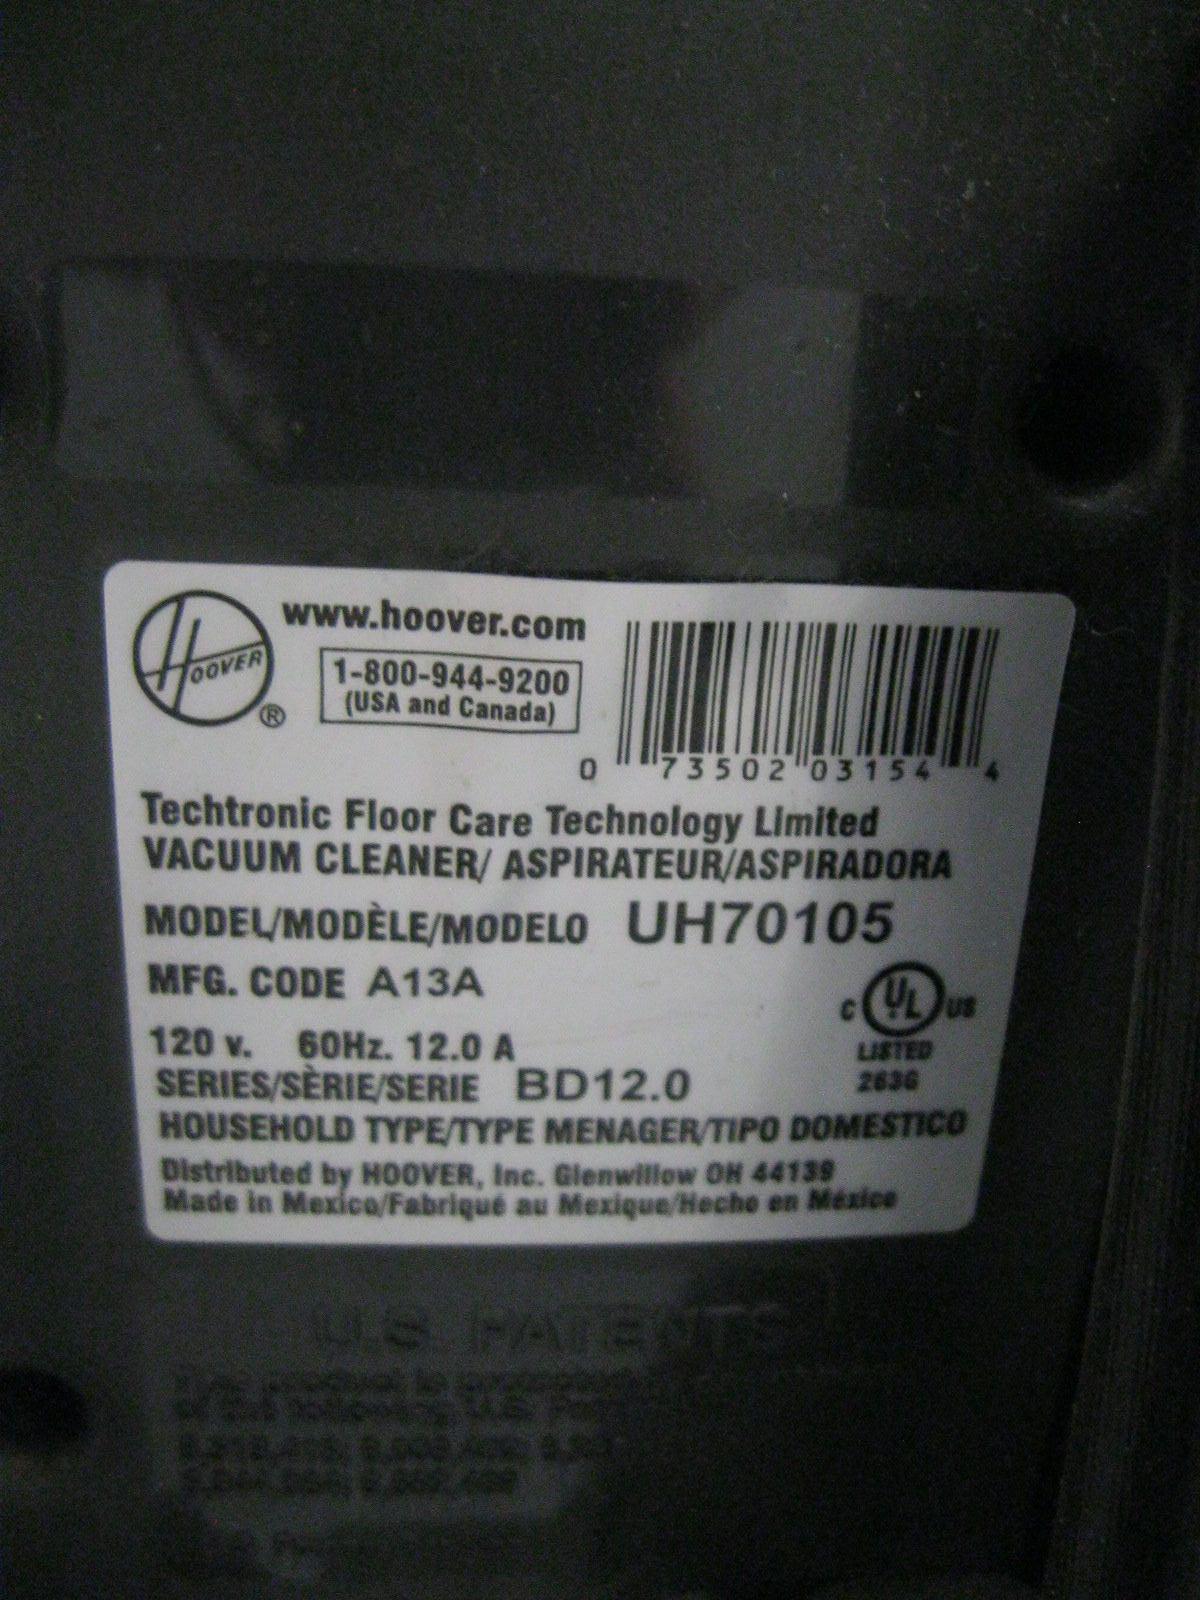 HOOVER ®
www.hoover.com
1-800-944-9200
(USA and Canada)
0 73502 03154 4
Techtronic Floor Care Technology Limited
VACUUM CLEANER/ ASPIRATEUR/ASPIRADORA
MODEL/MODÈLE/MODELO UH70105
MFG. CODE A13A
120 v. 60Hz. 12.0 A
C UL US
LISTED
263G
SERIES/SÈRIE/SERIE BD12.0
HOUSEHOLD TYPE/TYPE MENAGER/TIPO DOMESTICO
Distributed by HOOVER, Inc. Glenwillow OH 44139
Made in Mexico/Fabriqué au Mexique/Hecho en México
U.S. PATENTS